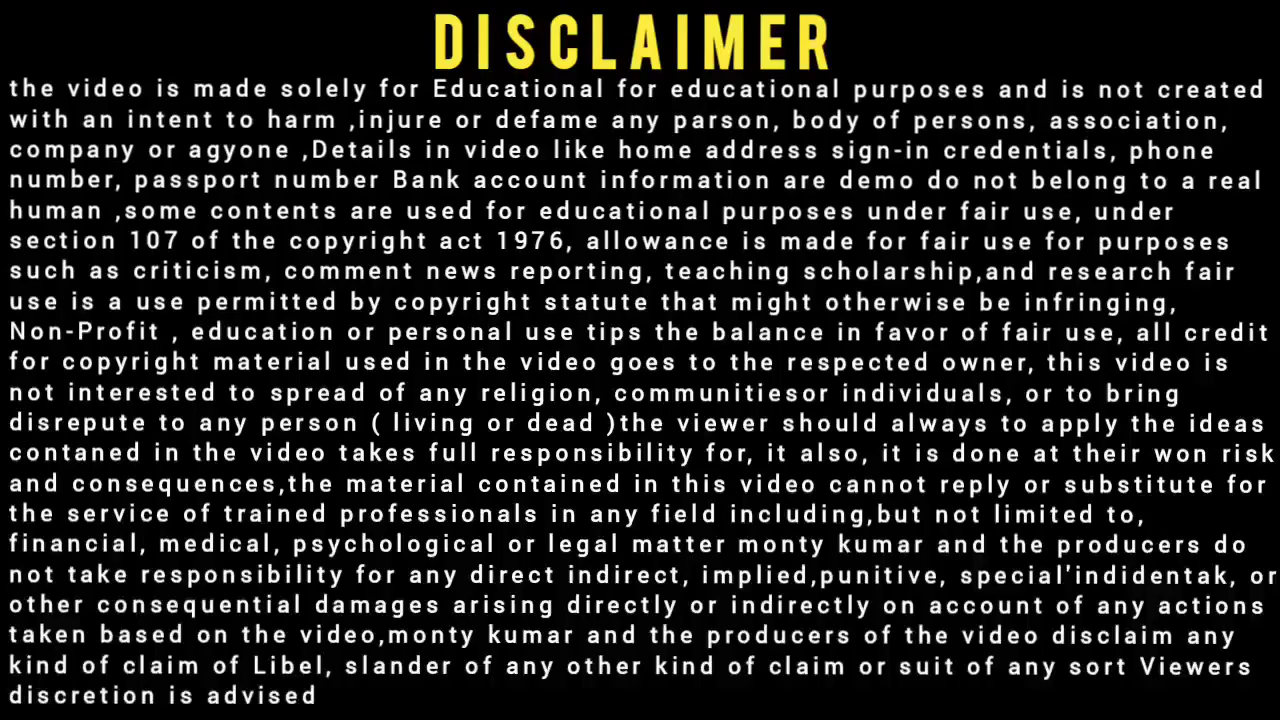 DISCLAIMER
the video is made solely for Educational for educational purposes and is not created
with an intent to harm ,injure or defame any parson, body of persons, association,
company or agyone ,Details in video like home address sign-in credentials, phone
number, passport number Bank account information are demo do not belong to a real
human ,some contents are used for educational purposes under fair use, under
section 107 of the copyright act 1976, allowance is made for fair use for purposes
such as criticism, comment news reporting, teaching scholarship,and research fair
use is a use permitted by copyright statute that might otherwise be infringing,
Non-Profit , education or personal use tips the balance in favor of fair use, all credit
for copyright material used in the video goes to the respected owner, this video is
not interested to spread of any religion, communitiesor individuals, or to bring
disrepute to any person ( living or dead )the viewer should always to apply the ideas
contaned in the video takes full responsibility for, it also, it is done at their won risk
and consequences,the material contained in this video cannot reply or substitute for
the service of trained professionals in any field including,but not limited to,
financial, medical, psychological or legal matter monty kumar and the producers do
not take responsibility for any direct indirect, implied,punitive, special'indidentak, or
other consequential damages arising directly or indirectly on account of any actions
taken based on the video,monty kumar and the producers of the video disclaim any
kind of claim of Libel, slander of any other kind of claim or suit of any sort Viewers
discretion is advised